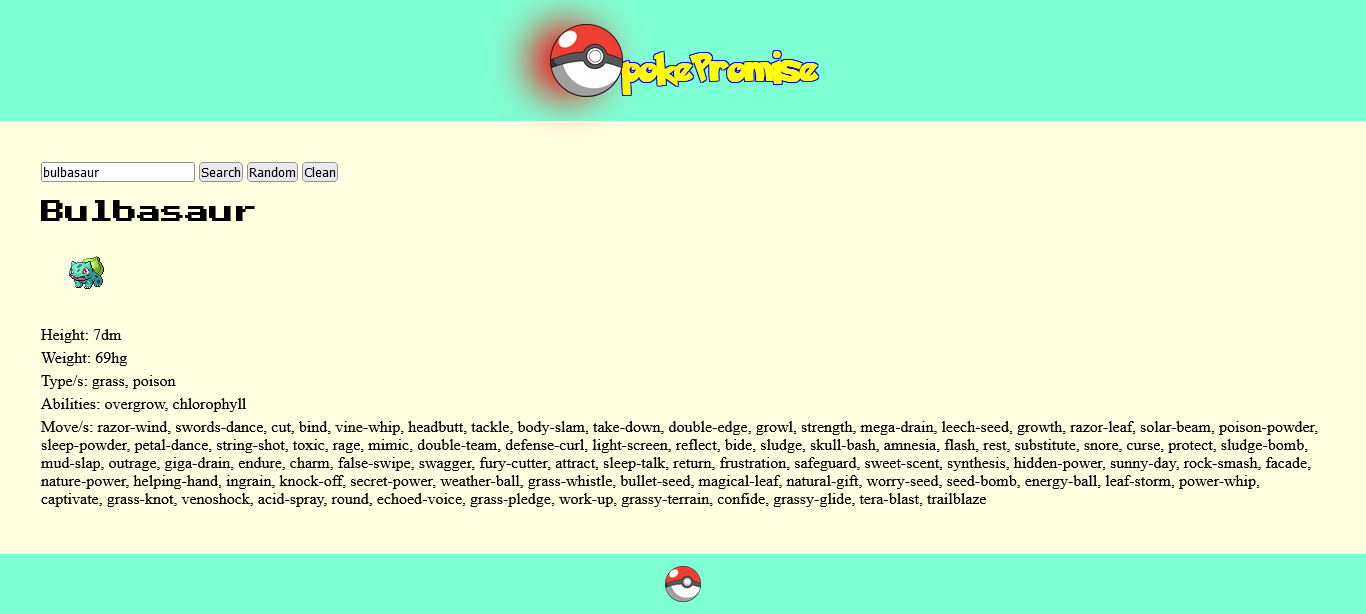 pokePromise
bulbasaur Search Random Clean
Bulbasaur
Height: 7dm
Weight: 69hg
Type/s: grass, poison
Abilities: overgrow, chlorophyll
Move/s: razor-wind, swords-dance, cut, bind, vine-whip, headbutt, tackle, body-slam, take-down, double-edge, growl, strength, mega-drain, leech-seed, growth, razor-leaf, solar-beam, poison-powder,
sleep-powder, petal-dance, string-shot, toxic, rage, mimic, double-team, defense-curl, light-screen, reflect, bide, sludge, skull-bash, amnesia, flash, rest, substitute, snore, curse, protect, sludge-bomb,
mud-slap, outrage, giga-drain, endure, charm, false-swipe, swagger, fury-cutter, attract, sleep-talk, return, frustration, safeguard, sweet-scent, synthesis, hidden-power, sunny-day, rock-smash, facade,
nature-power, helping-hand, ingrain, knock-off, secret-power, weather-ball, grass-whistle, bullet-seed, magical-leaf, natural-gift, worry-seed, seed-bomb, energy-ball, leaf-storm, power-whip,
captivate, grass-knot, venoshock, acid-spray, round, echoed-voice, grass-pledge, work-up, grassy-terrain, confide, grassy-glide, tera-blast, trailblaze